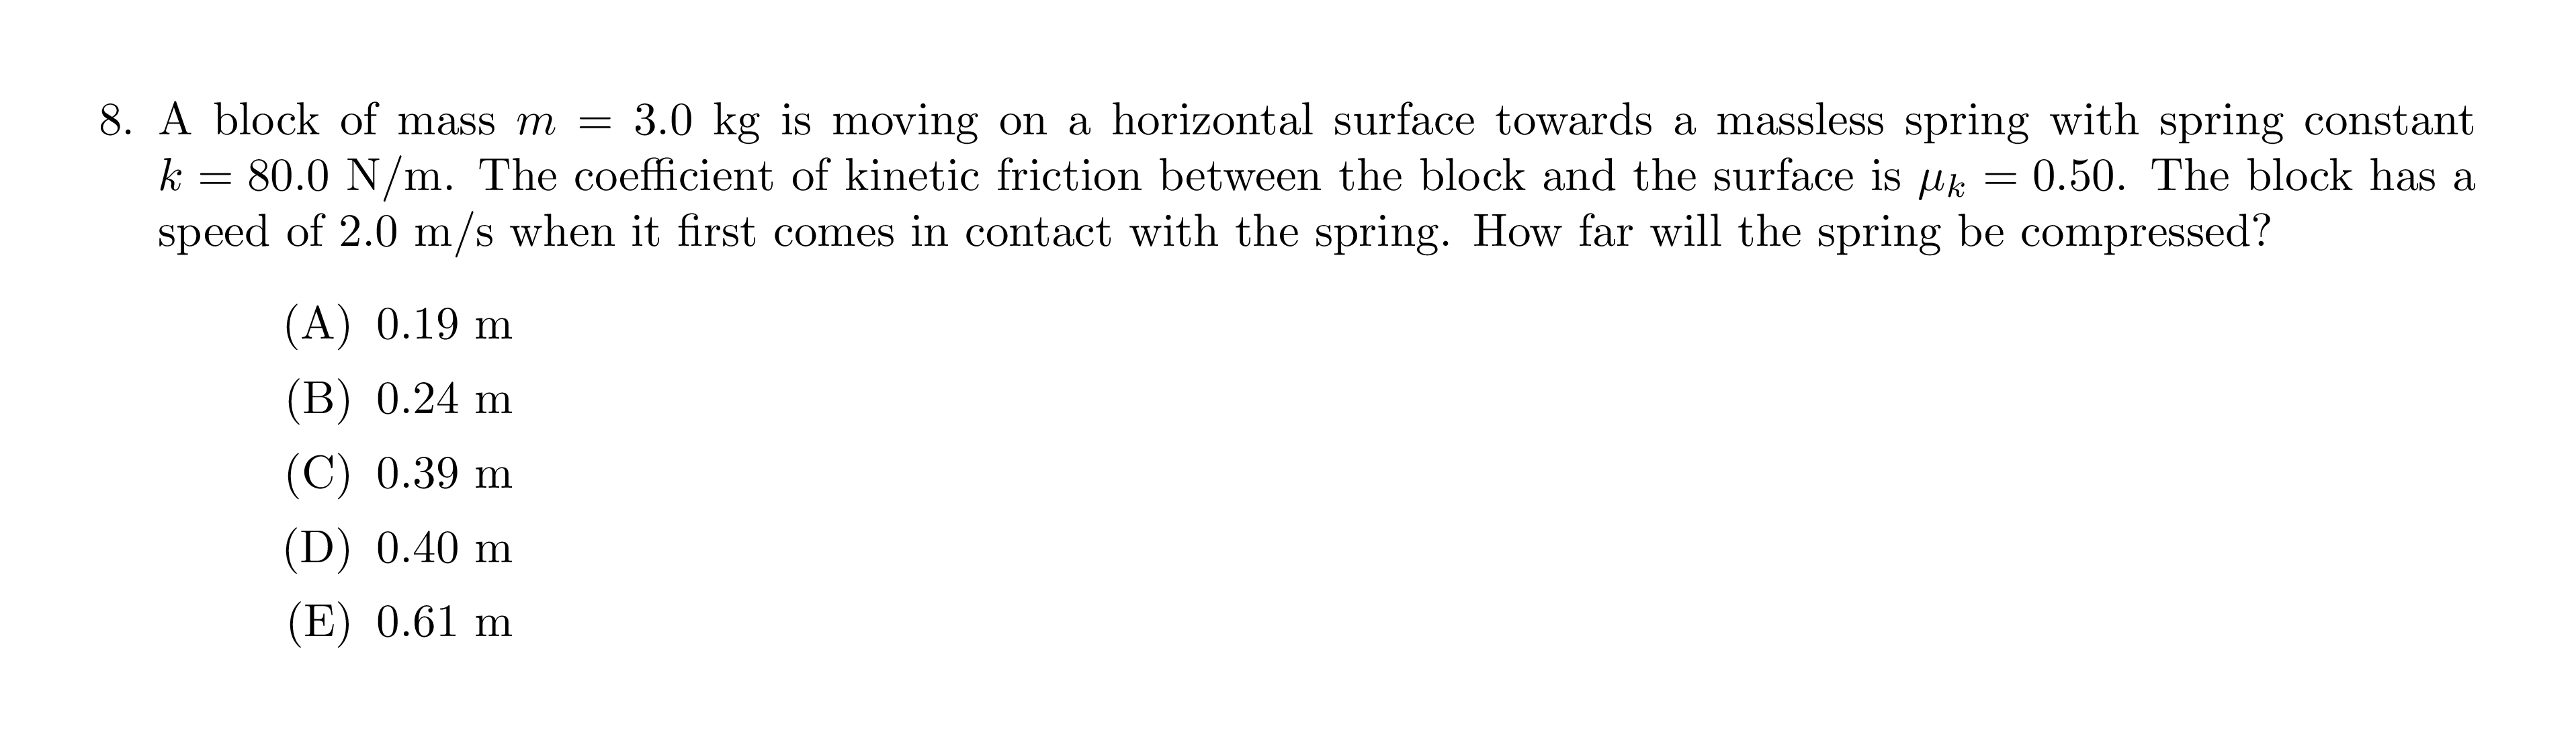 8. A block of mass m = 3.0 kg is moving on a horizontal surface towards a massless spring with spring constant
k = 80.0 N/m. The coefficient of kinetic friction between the block and the surface is μₖ = 0.50. The block has a
speed of 2.0 m/s when it first comes in contact with the spring. How far will the spring be compressed?
(A) 0.19 m
(B) 0.24 m
(C) 0.39 m
(D) 0.40 m
(E) 0.61 m